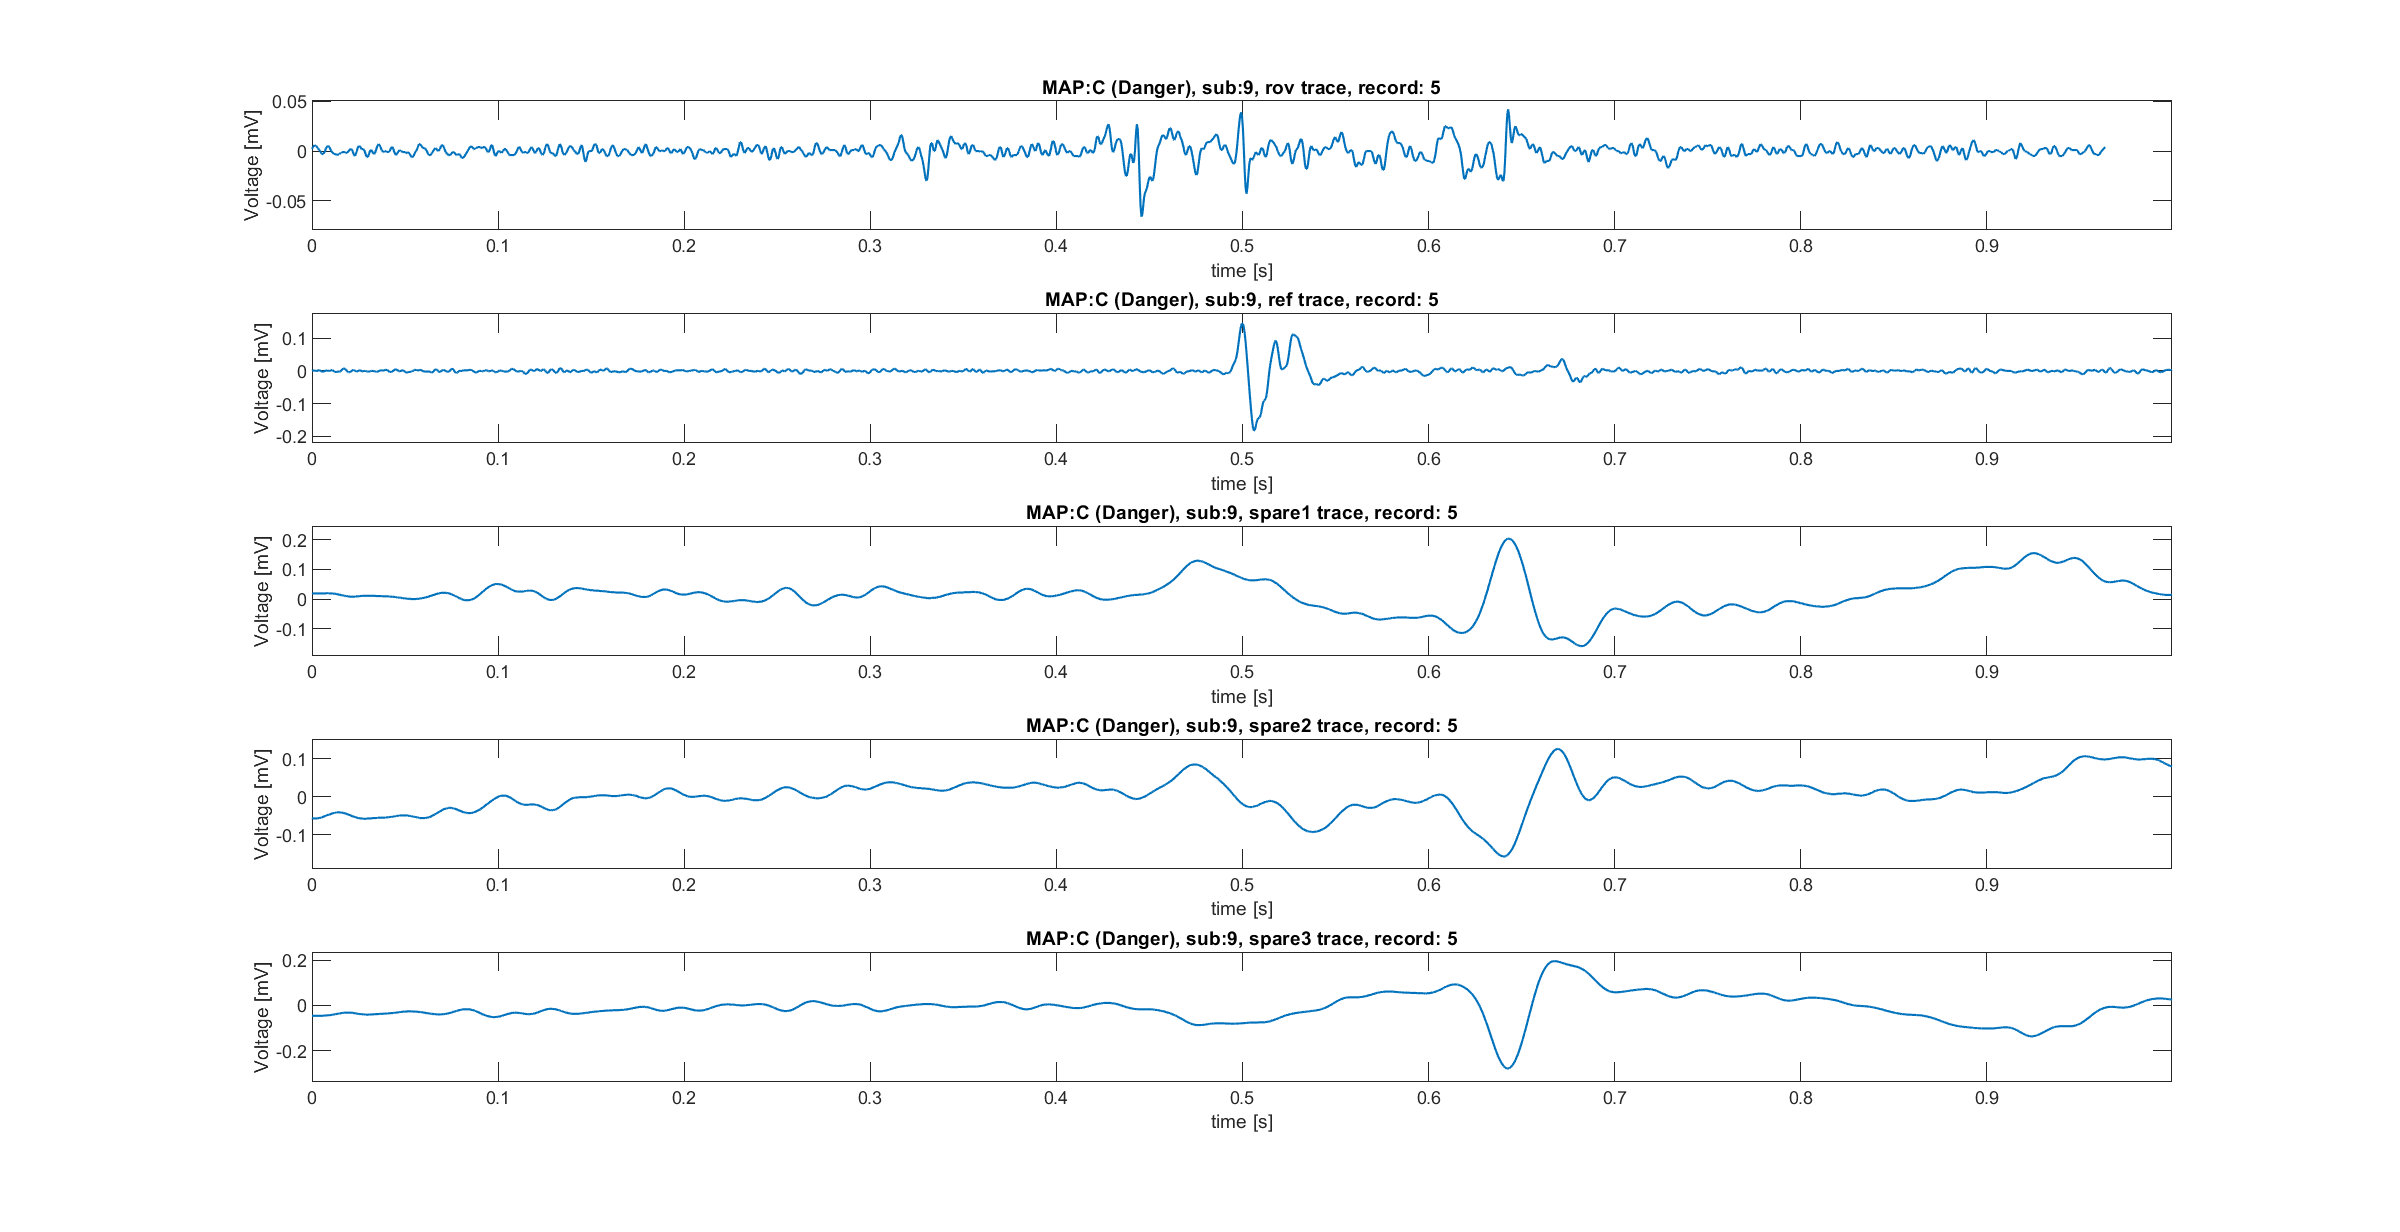 MAP:C (Danger), sub:9, rov trace, record: 5
Voltage [mV]
0.05
0
-0.05
0 0.1 0.2 0.3 0.4 0.5 0.6 0.7 0.8 0.9
time [s]
MAP:C (Danger), sub:9, ref trace, record: 5
Voltage [mV]
0.1
0
-0.1
-0.2
0 0.1 0.2 0.3 0.4 0.5 0.6 0.7 0.8 0.9
time [s]
MAP:C (Danger), sub:9, spare1 trace, record: 5
Voltage [mV]
0.2
0.1
0
-0.1
0 0.1 0.2 0.3 0.4 0.5 0.6 0.7 0.8 0.9
time [s]
MAP:C (Danger), sub:9, spare2 trace, record: 5
Voltage [mV]
0.1
0
-0.1
0 0.1 0.2 0.3 0.4 0.5 0.6 0.7 0.8 0.9
time [s]
MAP:C (Danger), sub:9, spare3 trace, record: 5
Voltage [mV]
0.2
0
-0.2
0 0.1 0.2 0.3 0.4 0.5 0.6 0.7 0.8 0.9
time [s]